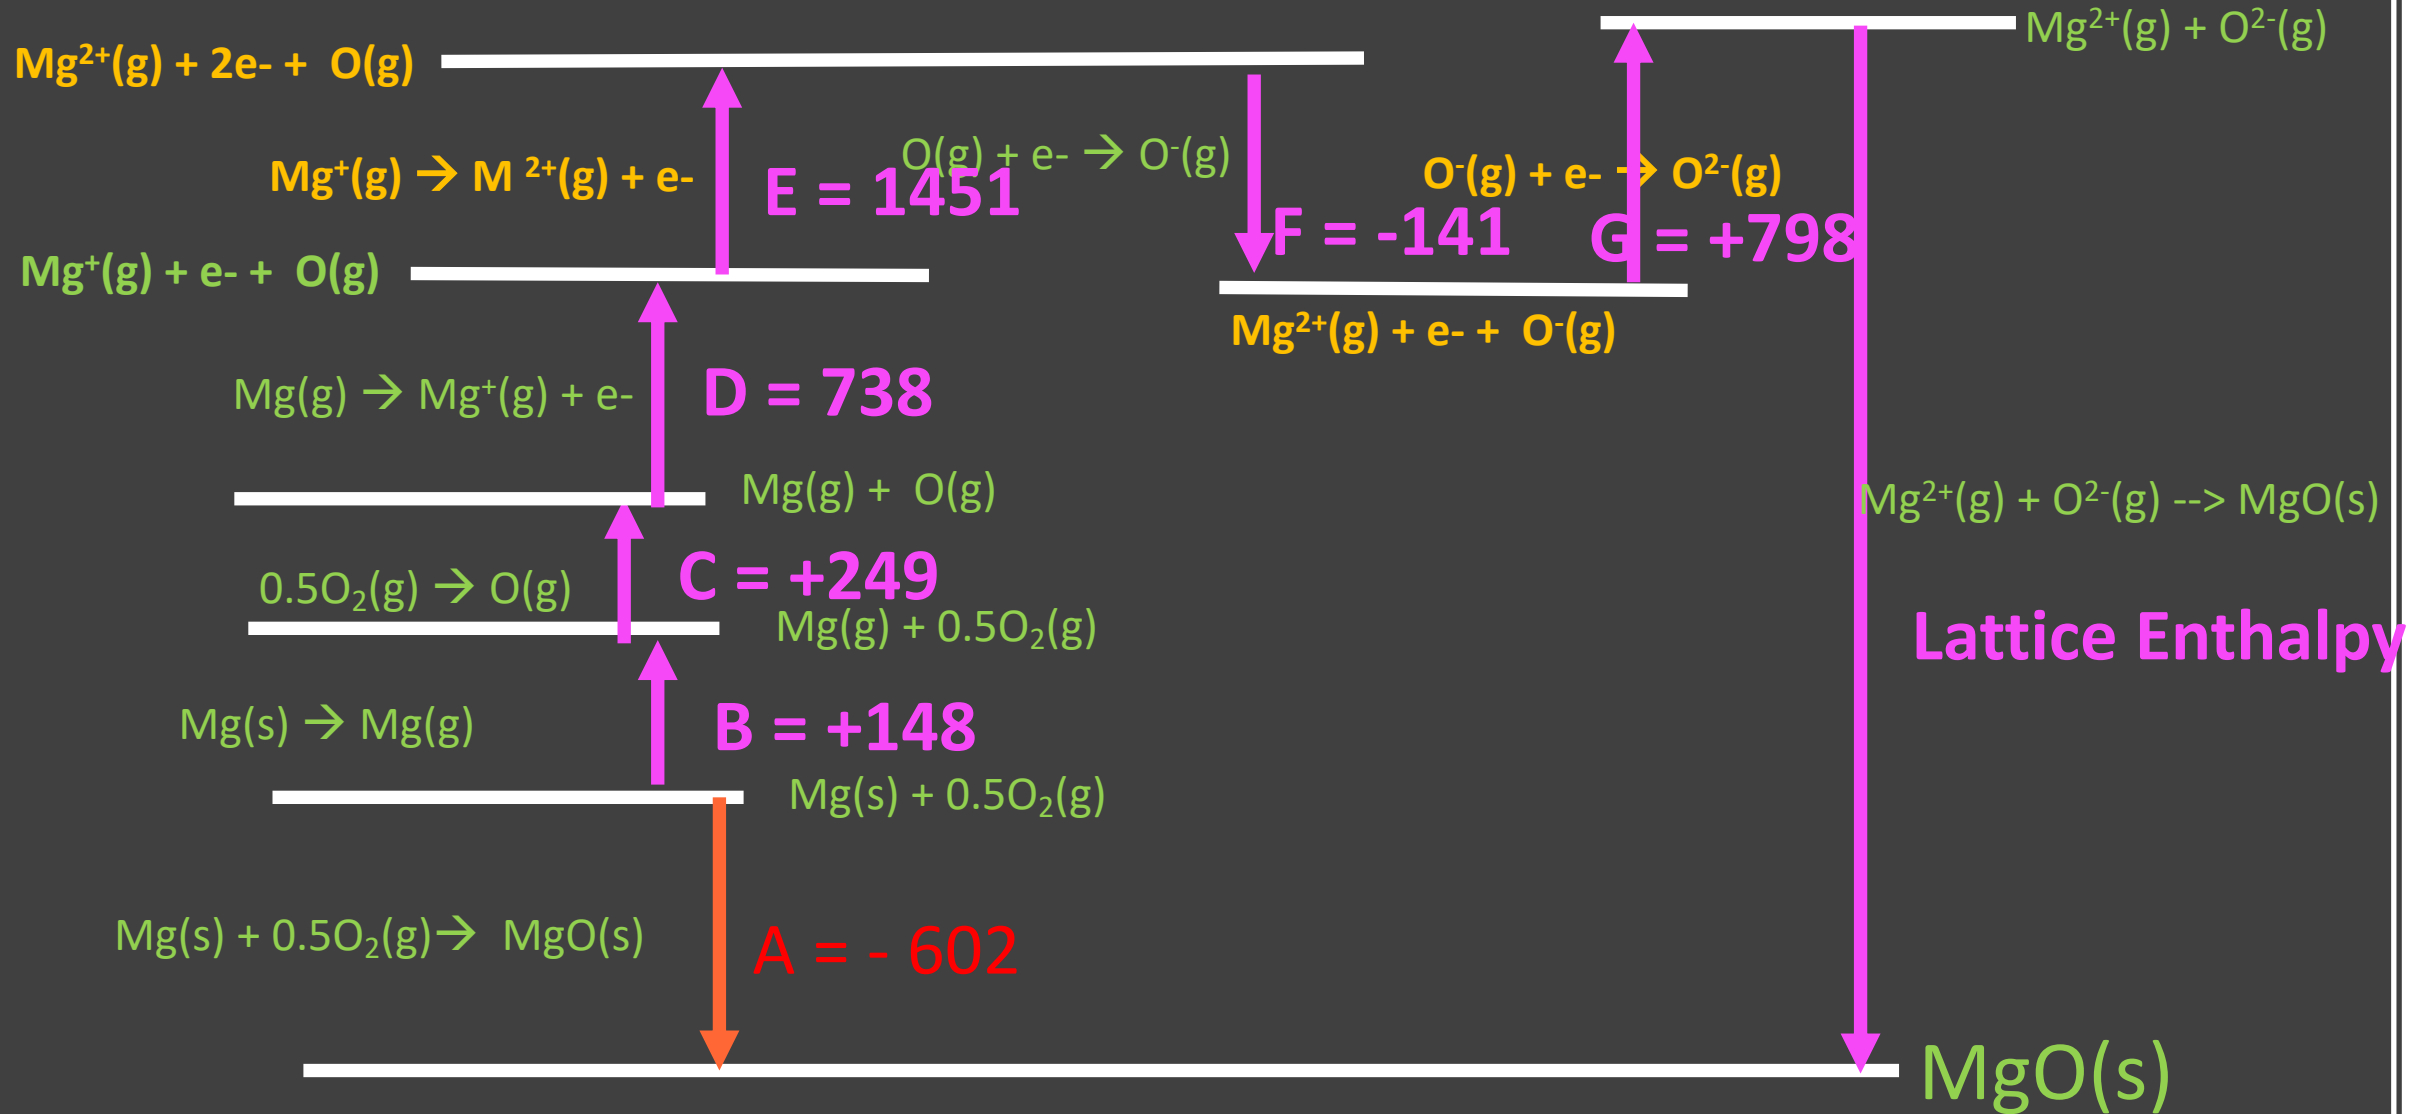 Mg²⁺(g) + O²⁻(g)
Mg²⁺(g) + 2e- + O(g)
O(g) + e- → O⁻(g)
Mg⁺(g) → M ²⁺(g) + e-
E = 1451
O⁻(g) + e- → O²⁻(g)
F = -141
G = +798
Mg⁺(g) + e- + O(g)
Mg²⁺(g) + e- + O⁻(g)
Mg(g) → Mg⁺(g) + e-
D = 738
Mg(g) + O(g)
Mg²⁺(g) + O²⁻(g) --> MgO(s)
0.5O₂(g) → O(g)
C = +249
Mg(g) + 0.5O₂(g)
Lattice Enthalpy
Mg(s) → Mg(g)
B = +148
Mg(s) + 0.5O₂(g)
Mg(s) + 0.5O₂(g)→ MgO(s)
A = - 602
MgO(s)